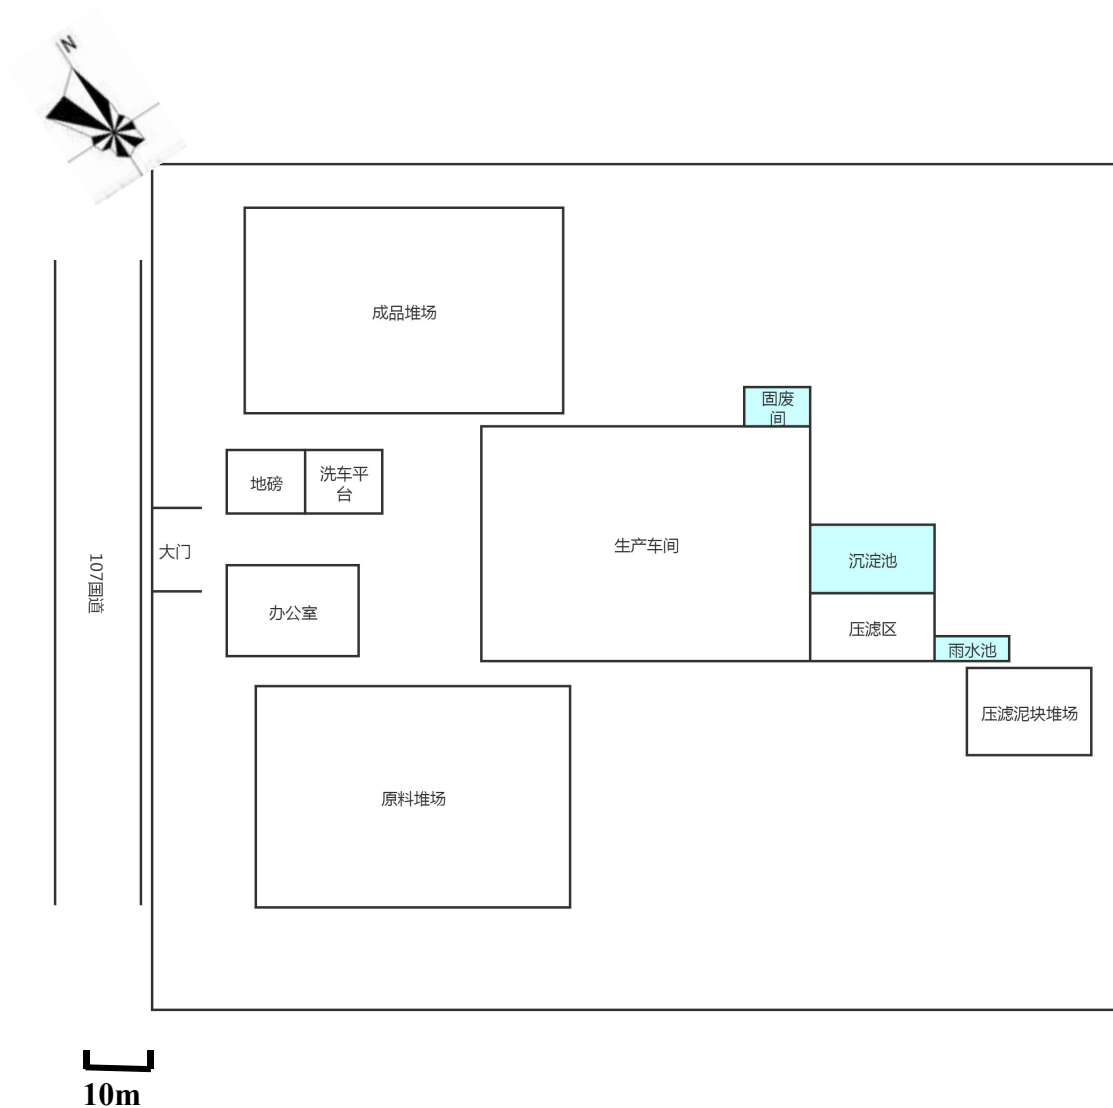 N
成品堆场
固废
间
地磅
洗车平
台
生产车间
大门
107国道
沉淀池
办公室
压滤区
雨水池
压滤泥块堆场
原料堆场
10m